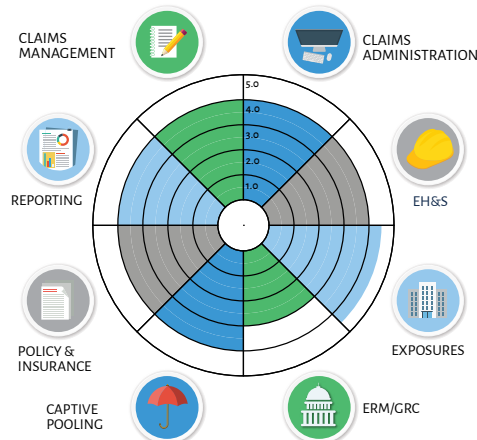 CLAIMS
MANAGEMENT
CLAIMS
ADMINISTRATION
5.0
4.0
3.0
2.0
1.0
REPORTING
EH&S
POLICY &
INSURANCE
EXPOSURES
CAPTIVE
POOLING
ERM/GRC